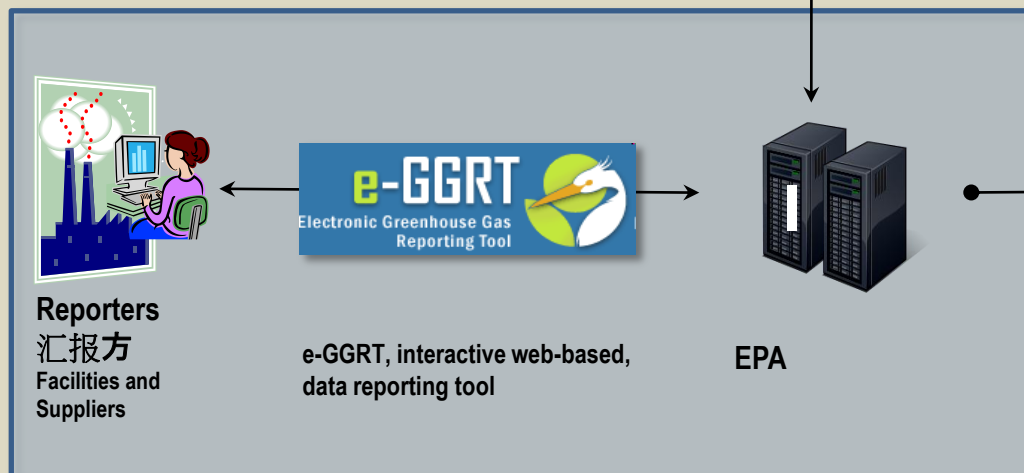 e-GGRT
Electronic Greenhouse Gas
Reporting Tool
Reporters
汇报方
Facilities and
Suppliers
e-GGRT, interactive web-based,
data reporting tool
EPA